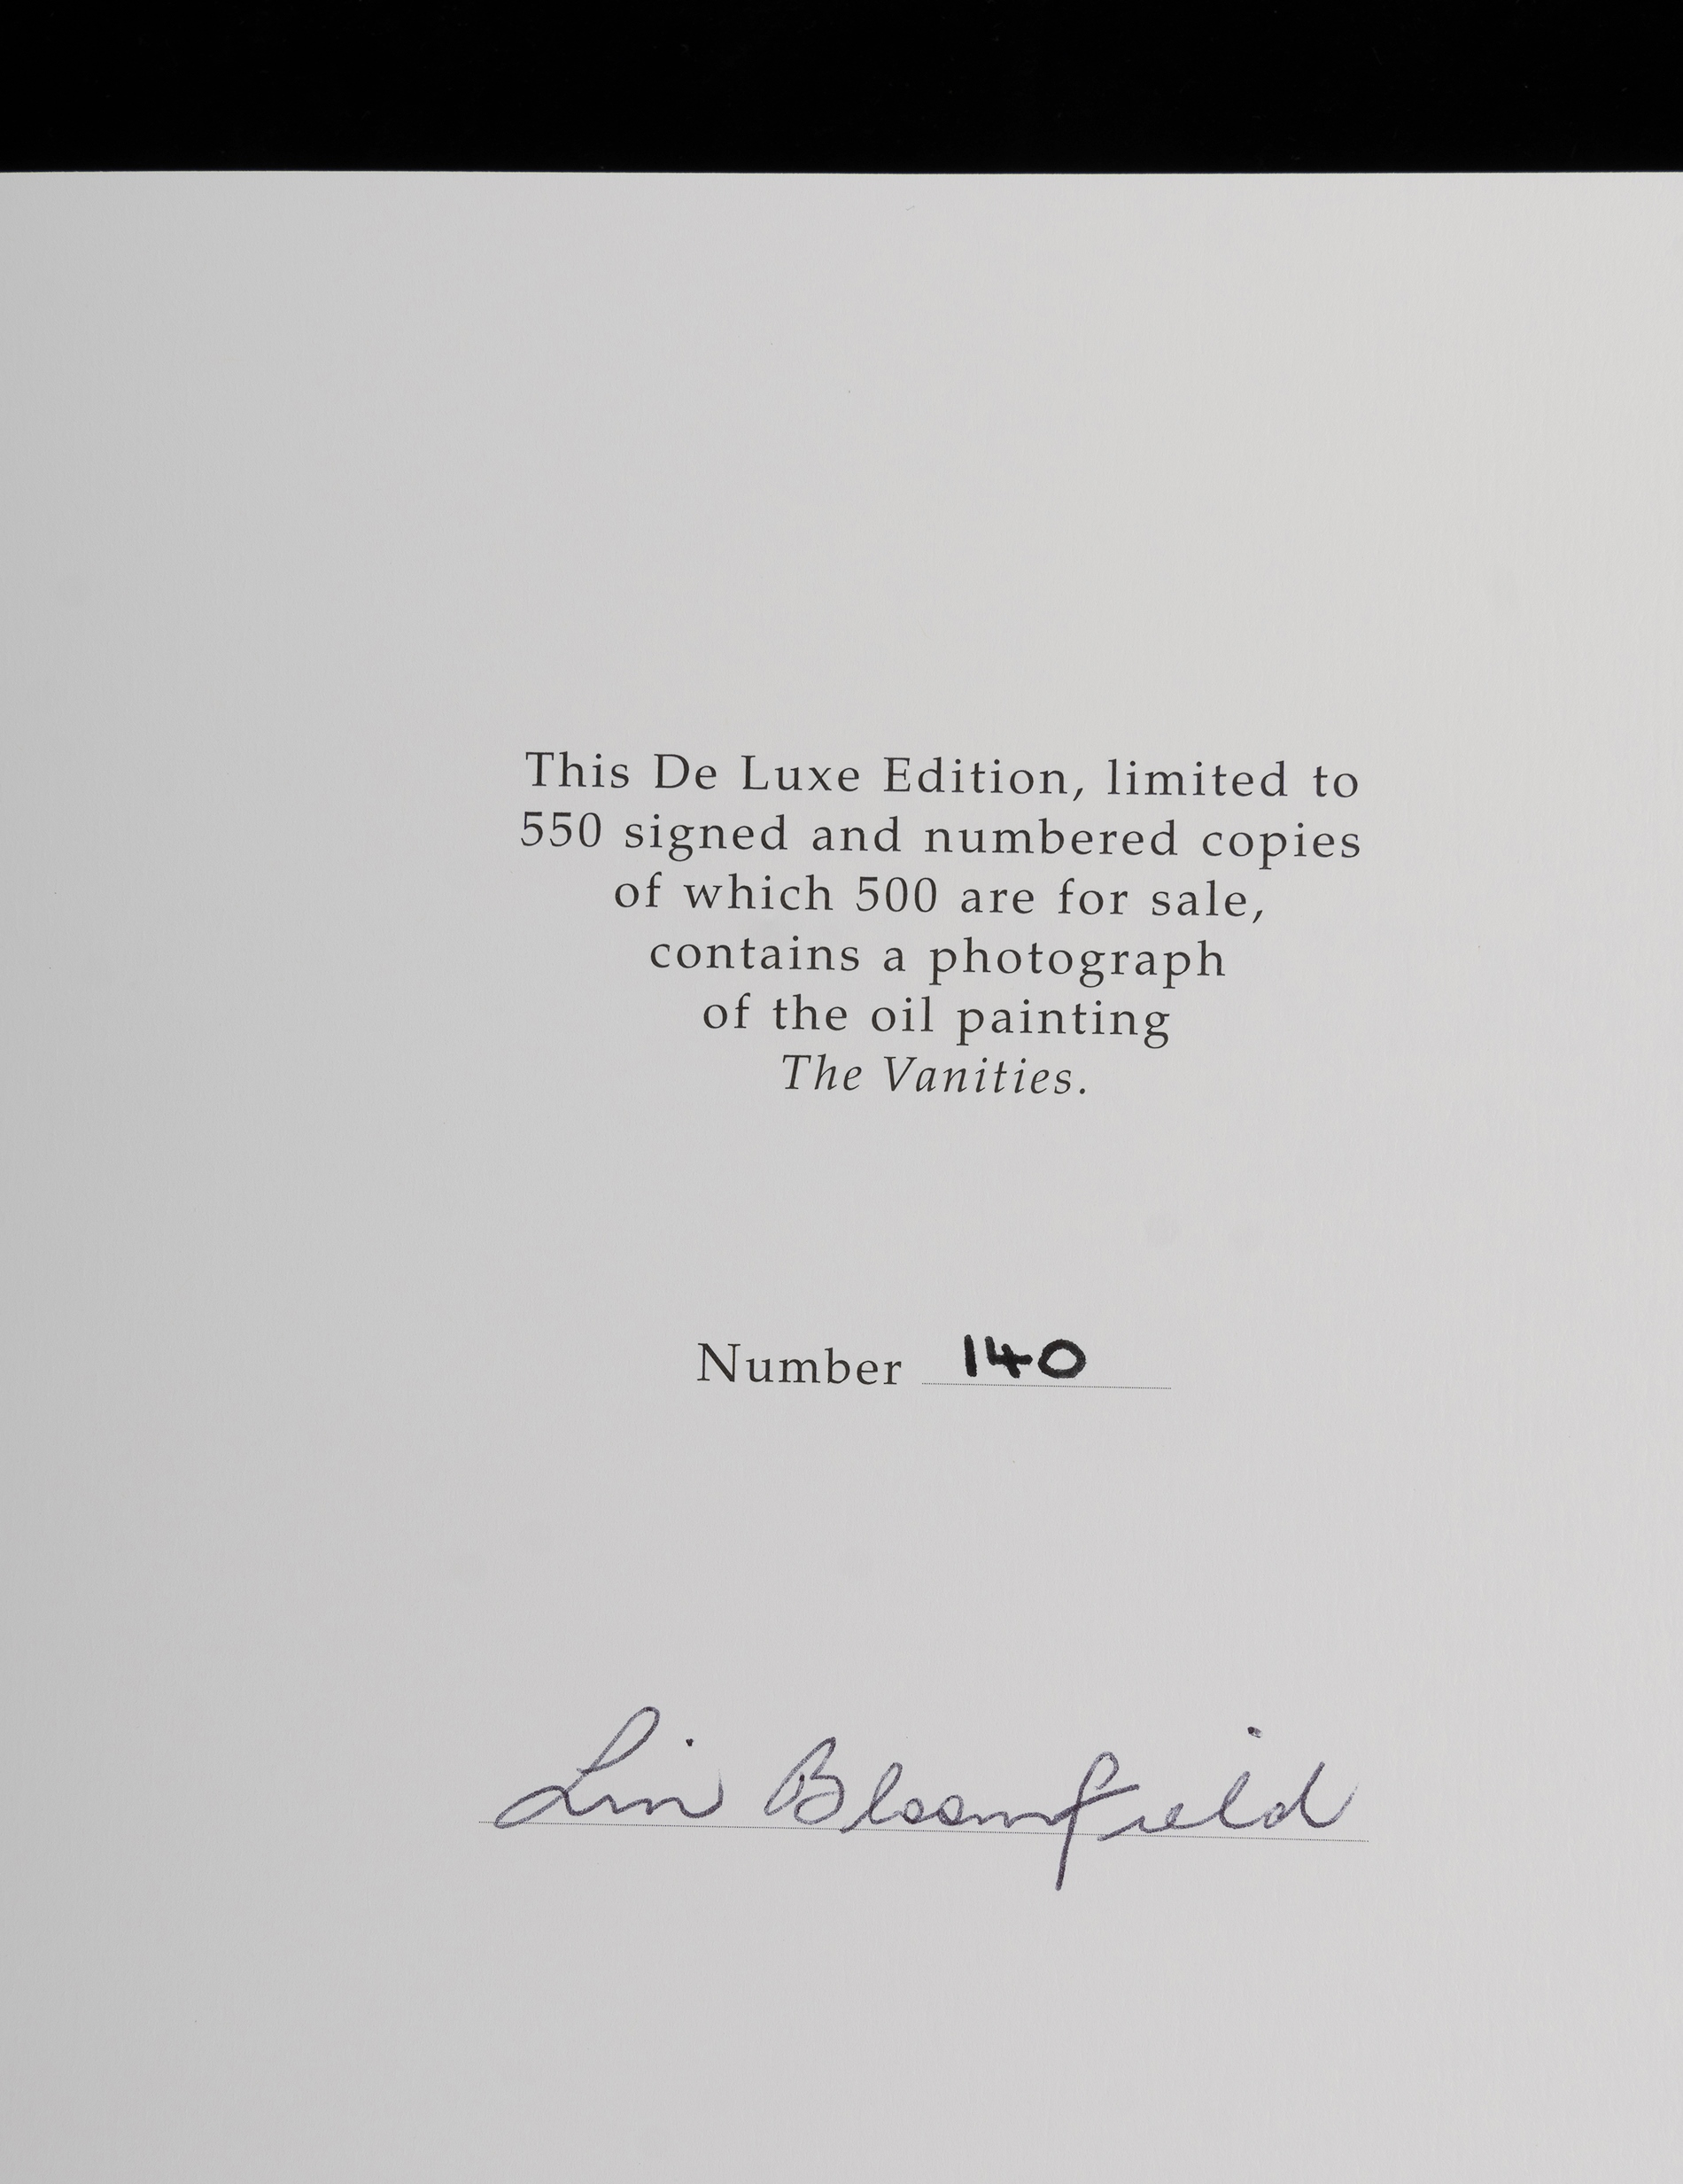 This De Luxe Edition, limited to
550 signed and numbered copies
of which 500 are for sale,
contains a photograph
of the oil painting
The Vanities.
Number 140
Lin Bloomfield